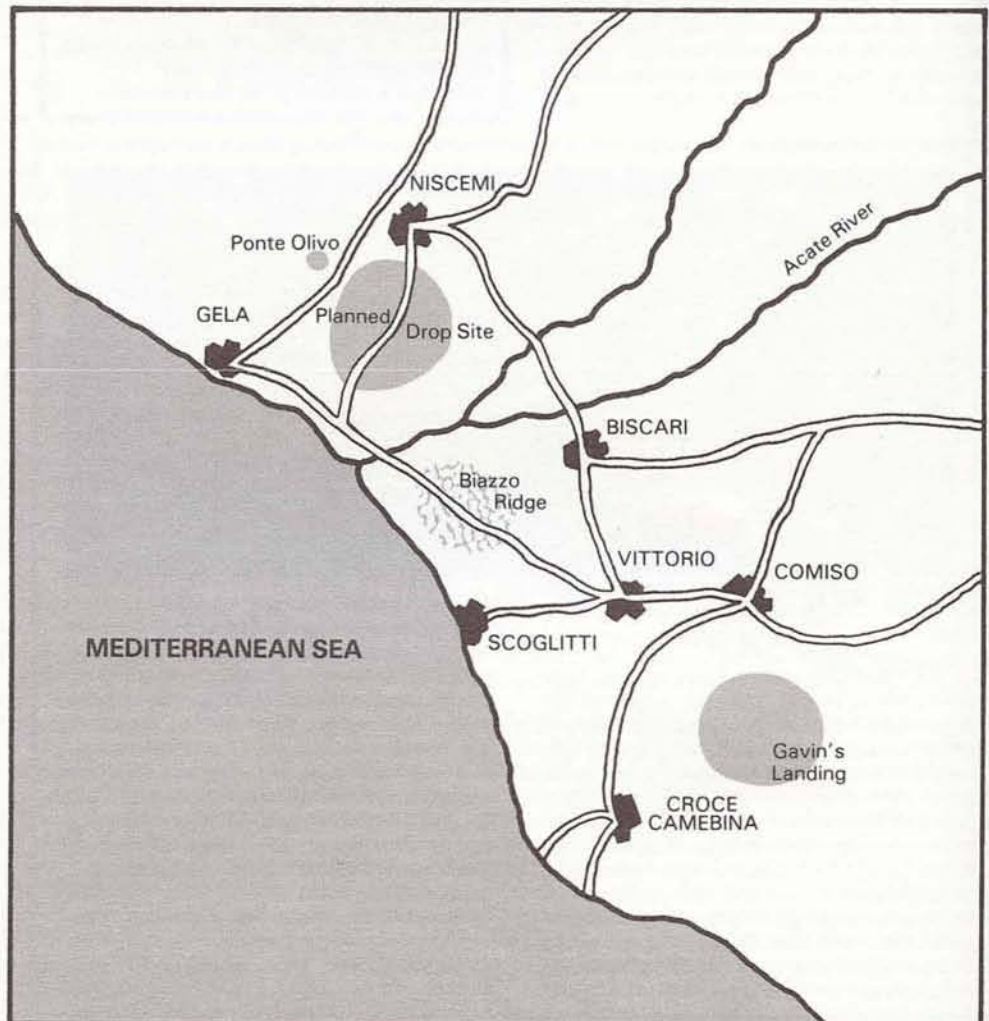 NISCEMI
Ponte Olivo
Acate River
GELA
Planned
Drop Site
BISCARI
Biazzo
Ridge
VITTORIO
COMISO
SCOGLITTI
MEDITERRANEAN SEA
Gavin's
Landing
CROCE
CAMEBINA